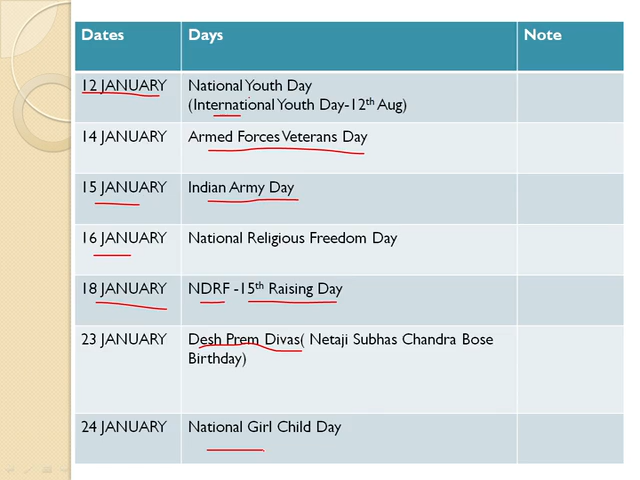 Dates Days Note
12 JANUARY National Youth Day
(International Youth Day-12th Aug)
14 JANUARY Armed Forces Veterans Day
15 JANUARY Indian Army Day
16 JANUARY National Religious Freedom Day
18 JANUARY NDRF -15th Raising Day
23 JANUARY Desh Prem Divas( Netaji Subhas Chandra Bose
Birthday)
24 JANUARY National Girl Child Day